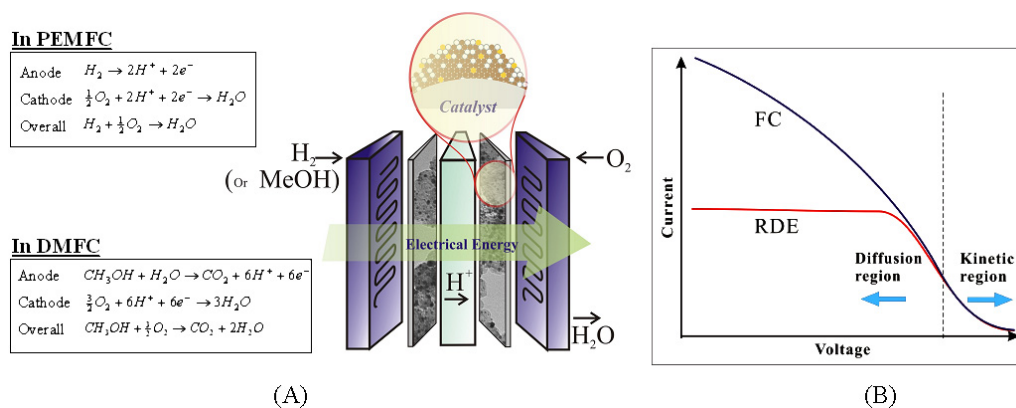 In PEMFC
Anode H₂ → 2H⁺ + 2e⁻
Cathode ½O₂ + 2H⁺ + 2e⁻ → H₂O
Overall H₂ + ½O₂ → H₂O
In DMFC
Anode CH₃OH + H₂O → CO₂ + 6H⁺ + 6e⁻
Cathode 3/2O₂ + 6H⁺ + 6e⁻ → 3H₂O
Overall CH₃OH + O₂ → CO₂ + 2H₂O
Catalyst
H₂
(Or MeOH)
O₂
Electrical Energy
H⁺
H₂O
(A)
Current
FC
RDE
Diffusion
region
Kinetic
region
Voltage
(B)